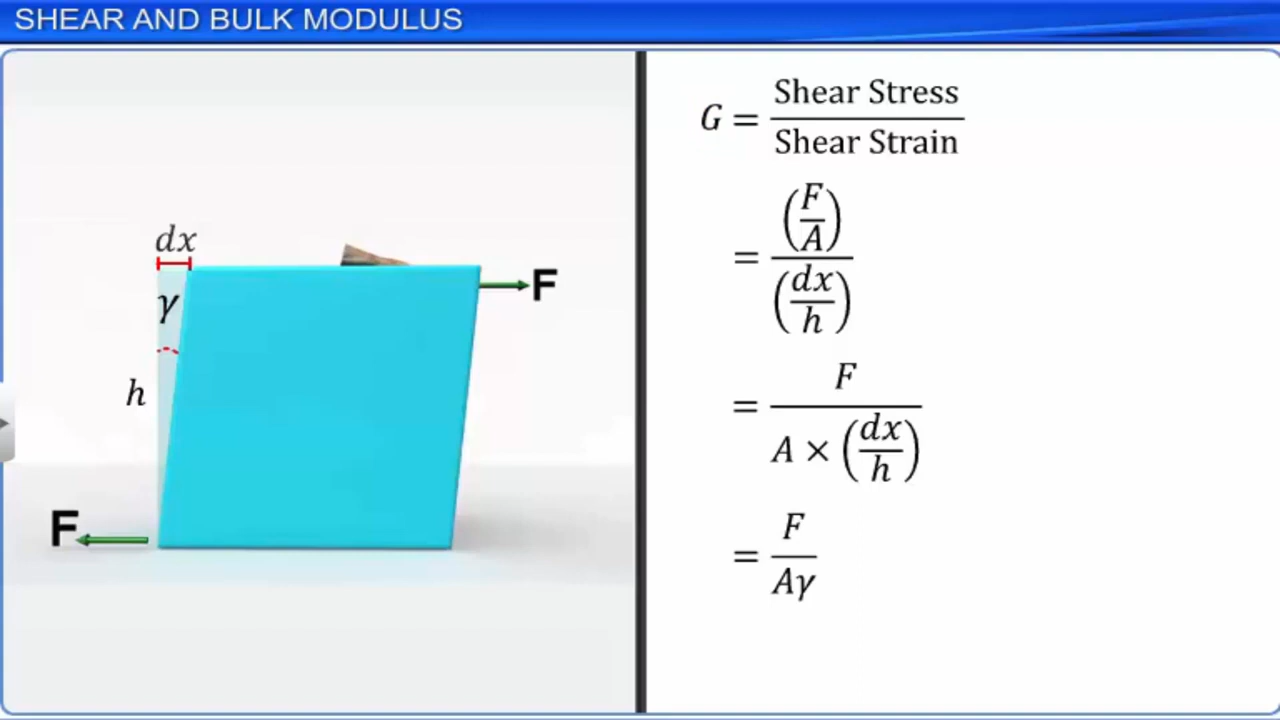 SHEAR AND BULK MODULUS
dx
γ
h
F
F
G = Shear Stress / Shear Strain
= (F/A) / (dx/h)
= F / A × (dx/h)
= F / Aγ